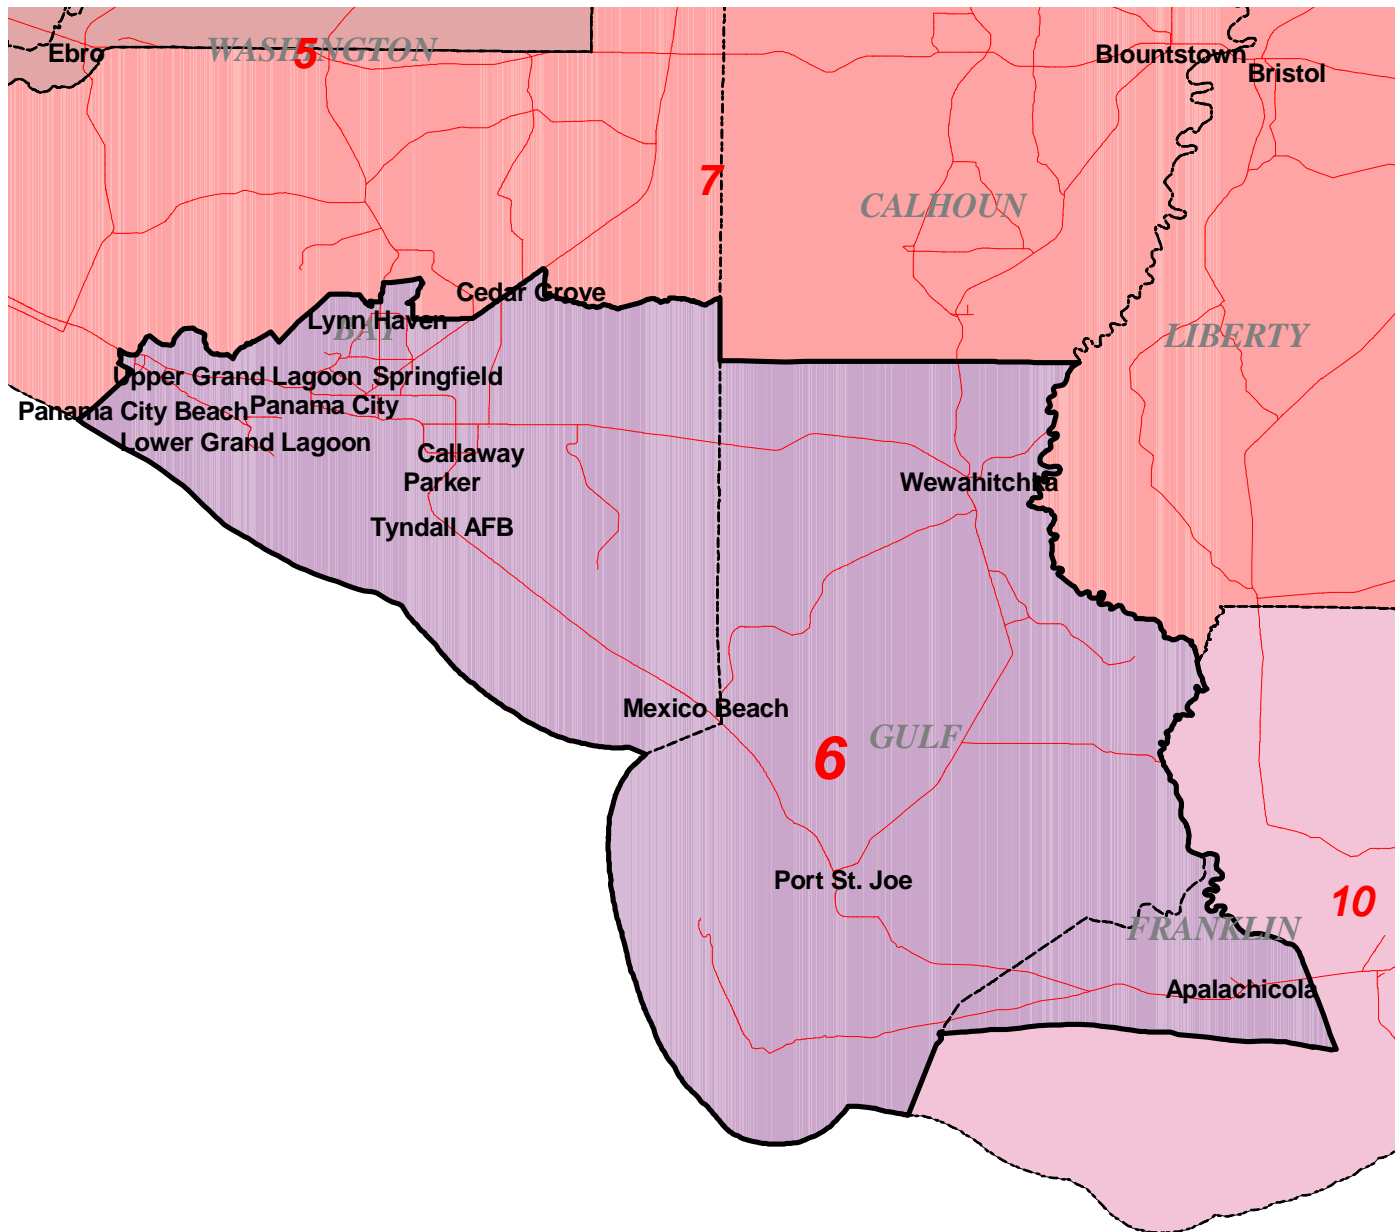 Ebro
WASHINGTON
5
Blountstown
Bristol
7
CALHOUN
Cedar Grove
Lynn Haven
BAY
LIBERTY
Upper Grand Lagoon
Springfield
Panama City Beach
Panama City
Lower Grand Lagoon
Callaway
Parker
Wewahitchka
Tyndall AFB
Mexico Beach
GULF
6
Port St. Joe
10
FRANKLIN
Apalachicola